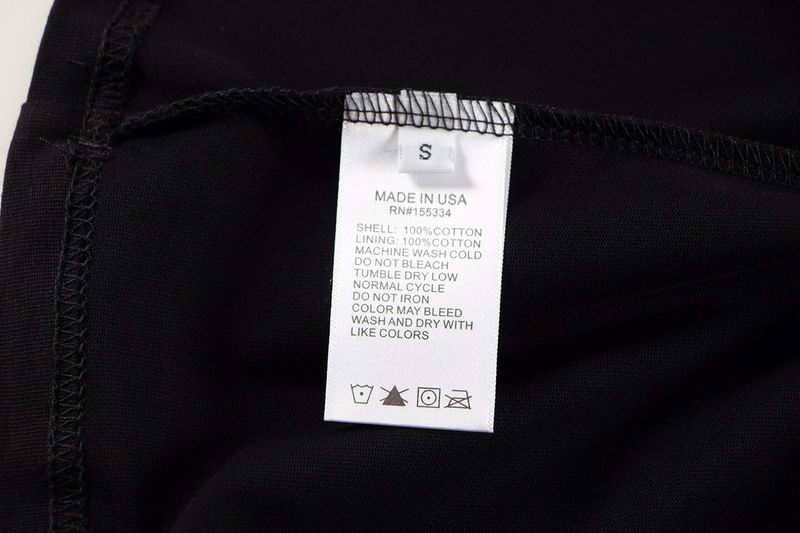 S
MADE IN USA
RN#155334
SHELL: 100%COTTON
LINING: 100%COTTON
MACHINE WASH COLD
DO NOT BLEACH
TUMBLE DRY LOW
NORMAL CYCLE
DO NOT IRON
COLOR MAY BLEED
WASH AND DRY WITH
LIKE COLORS